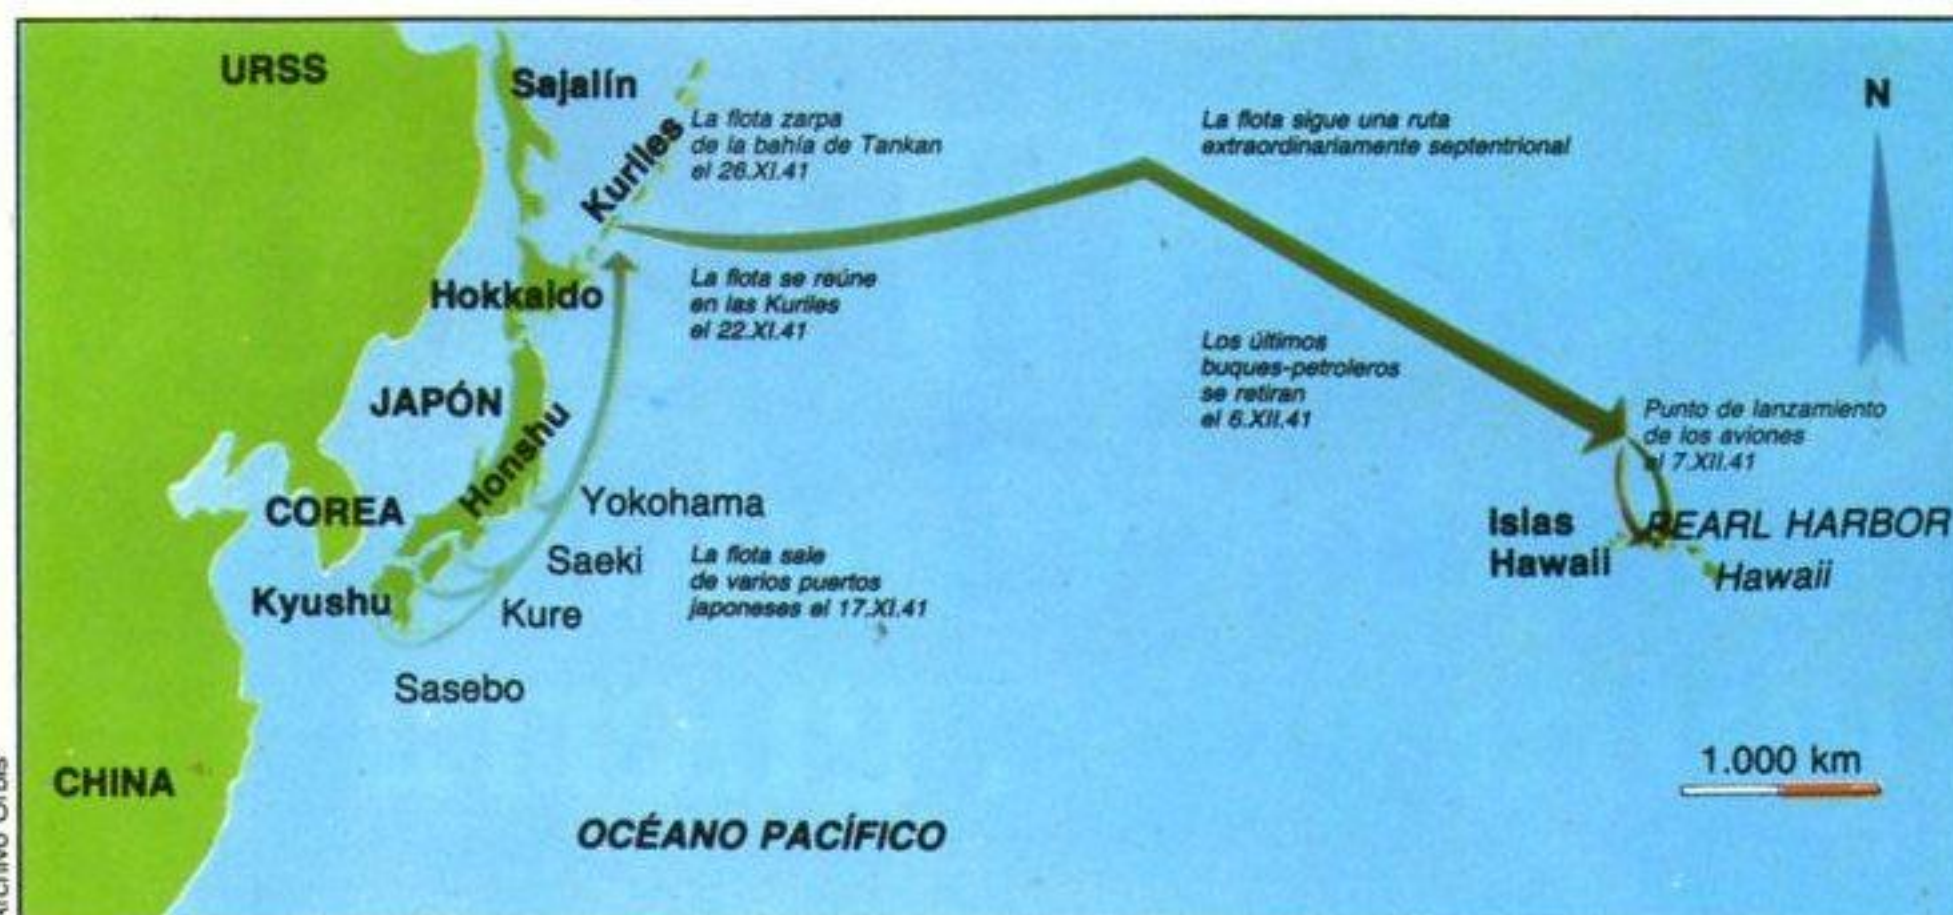 URSS
Sajalín
Kuriles
La flota zarpa
de la bahía de Tankan
el 26.XI.41
La flota sigue una ruta
extraordinariamente septentrional
N
Hokkaido
La flota se reúne
en las Kuriles
el 22.XI.41
JAPÓN
Honshu
Los últimos
buques-petroleros
se retiran
el 6.XII.41
Punto de lanzamiento
de los aviones
el 7.XII.41
COREA
Yokohama
Islas
Hawaii
PEARL HARBOR
Hawaii
Saeki
La flota sale
de varios puertos
japoneses el 17.XI.41
Kyushu
Kure
Sasebo
1.000 km
CHINA
OCÉANO PACÍFICO
Archivo Orbis